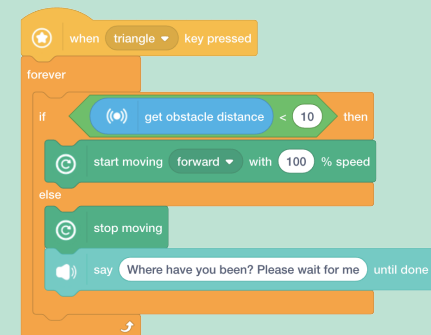 when triangle key pressed
forever
if get obstacle distance < 10 then
start moving forward with 100 % speed
else
stop moving
say Where have you been? Please wait for me until done